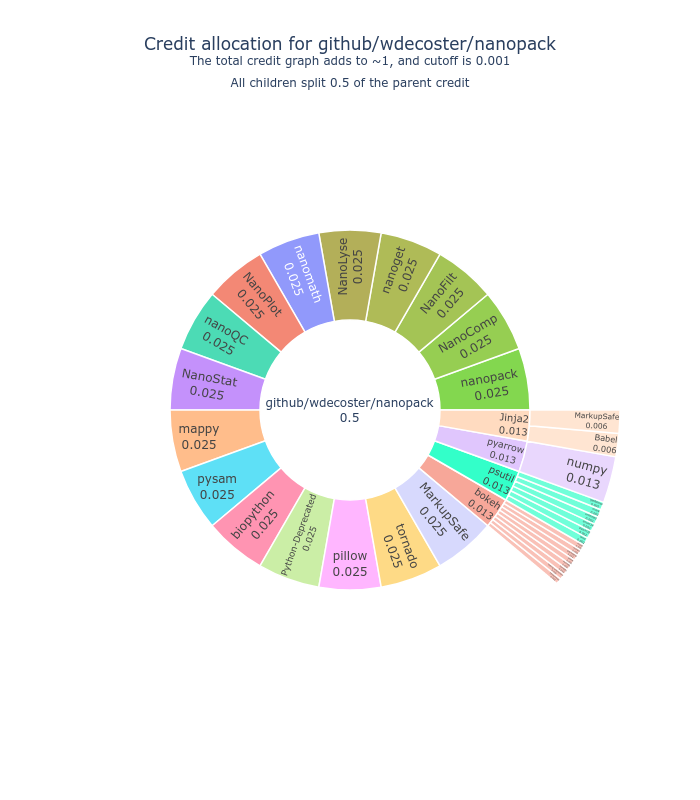 Credit allocation for github/wdecoster/nanopack
The total credit graph adds to ~1, and cutoff is 0.001
All children split 0.5 of the parent credit
github/wdecoster/nanopack
0.5
nanopack
0.025
NanoComp
0.025
NanoFilt
0.025
nanoget
0.025
NanoLyse
0.025
nanomath
0.025
NanoPlot
0.025
nanoQC
0.025
NanoStat
0.025
mappy
0.025
pysam
0.025
biopython
0.025
Python-Deprecated
0.025
pillow
0.025
tornado
0.025
MarkupSafe
0.025
bokeh
0.013
psutil
0.013
pyarrow
0.013
Jinja2
0.013
MarkupSafe
0.006
Babel
0.006
numpy
0.013